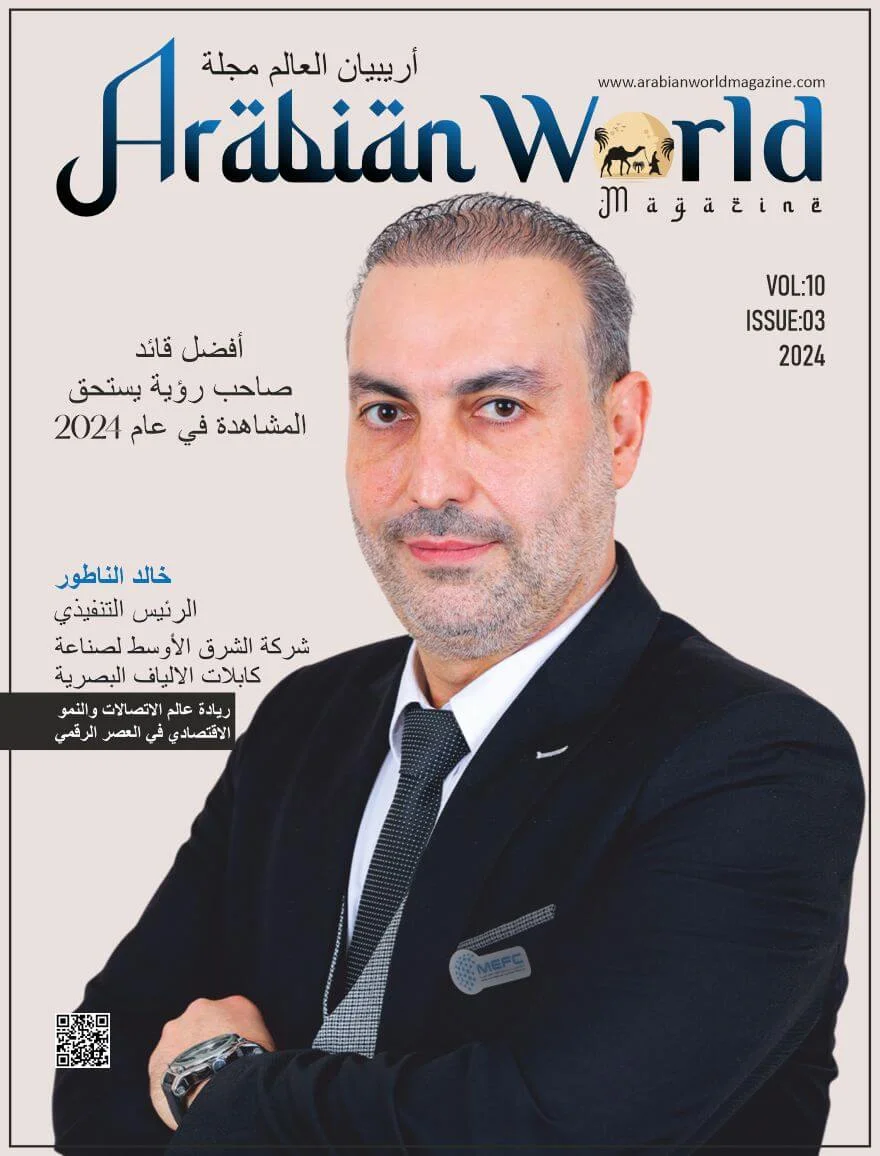 أريبيان العالم مجلة
www.arabianworldmagazine.com
Arabian World
Magazine
VOL:10
ISSUE:03
2024
أفضل قائد
صاحب رؤية يستحق
المشاهدة في عام 2024
خالد الناطور
الرئيس التنفيذي
شركة الشرق الأوسط لصناعة
كابلات الالياف البصرية
ريادة عالم الاتصالات والنمو
الاقتصادي في العصر الرقمي
MEFC